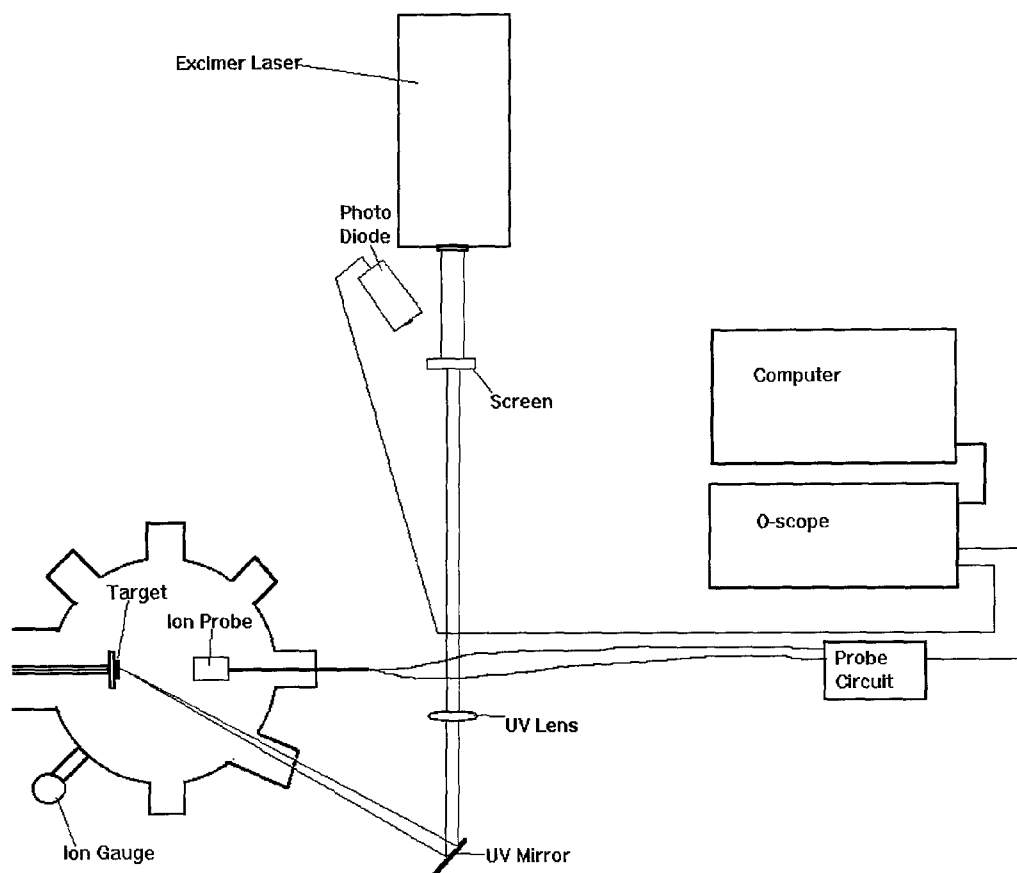 Excimer Laser
Photo
Diode
Screen
Computer
O-scope
Target
Ion Probe
Probe
Circuit
UV Lens
Ion Gauge
UV Mirror